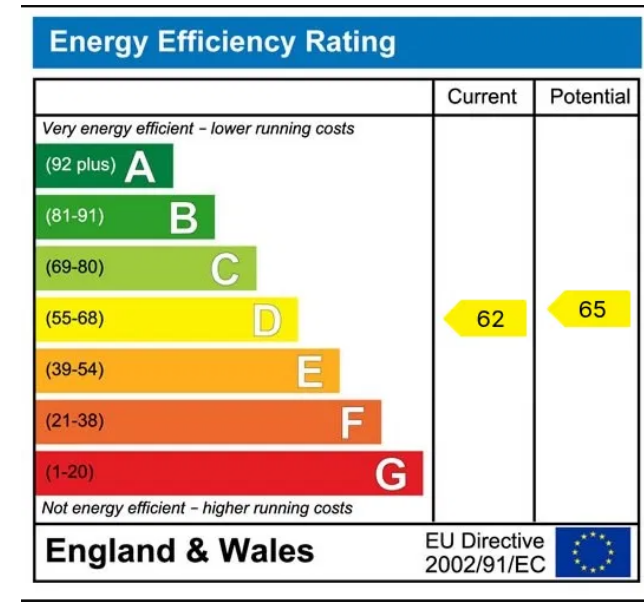 Energy Efficiency Rating
Current Potential
Very energy efficient – lower running costs
(92 plus) A
(81-91) B
(69-80) C
(55-68) D
62
65
(39-54) E
(21-38) F
(1-20) G
Not energy efficient – higher running costs
England & Wales
EU Directive
2002/91/EC